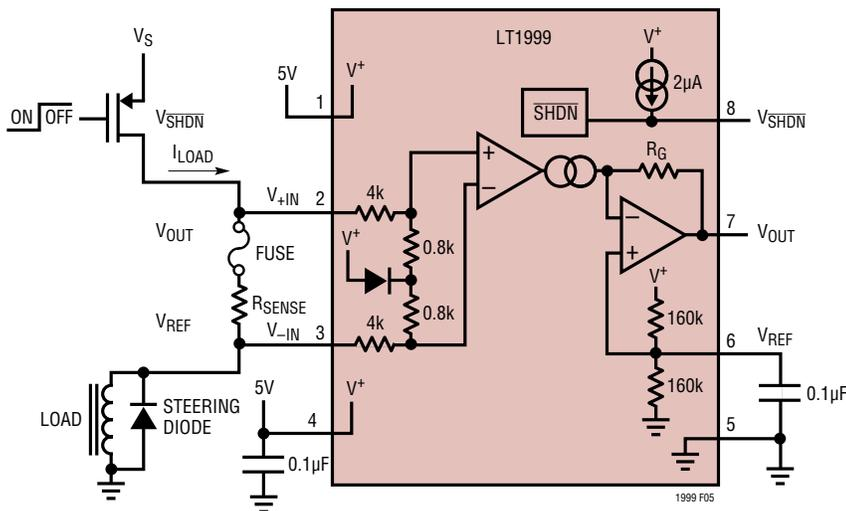 LT1999
V_S
V⁺
5V
V⁺
2µA
1
8
V_SHDN
SHDN
ON OFF
V_SHDN
I_LOAD
R_G
V_+IN
2
4k
7
V_OUT
V_OUT
0.8k
FUSE
V⁺
V⁺
0.8k
R_SENSE
160k
V_REF
V_–IN
3
4k
6
V_REF
5V
V⁺
160k
0.1µF
LOAD
STEERING
DIODE
4
5
0.1µF
1999 F05